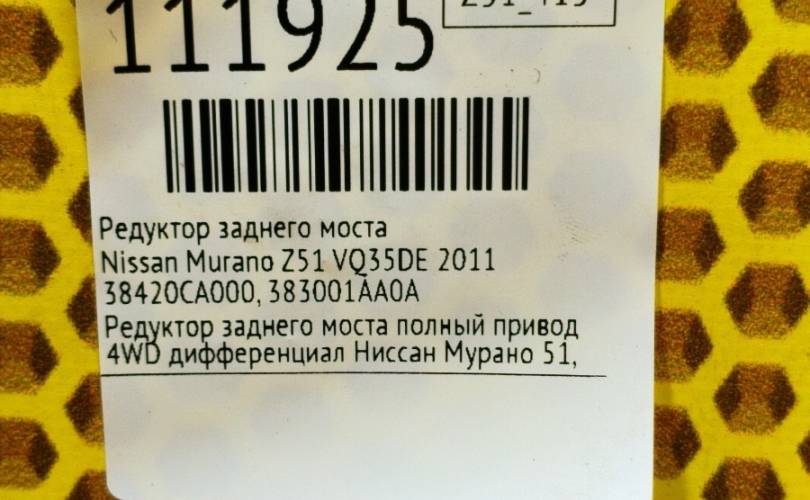 111925
Редуктор заднего моста
Nissan Murano Z51 VQ35DE 2011
38420CA000, 383001AA0A
Редуктор заднего моста полный привод
4WD дифференциал Ниссан Мурано 51,